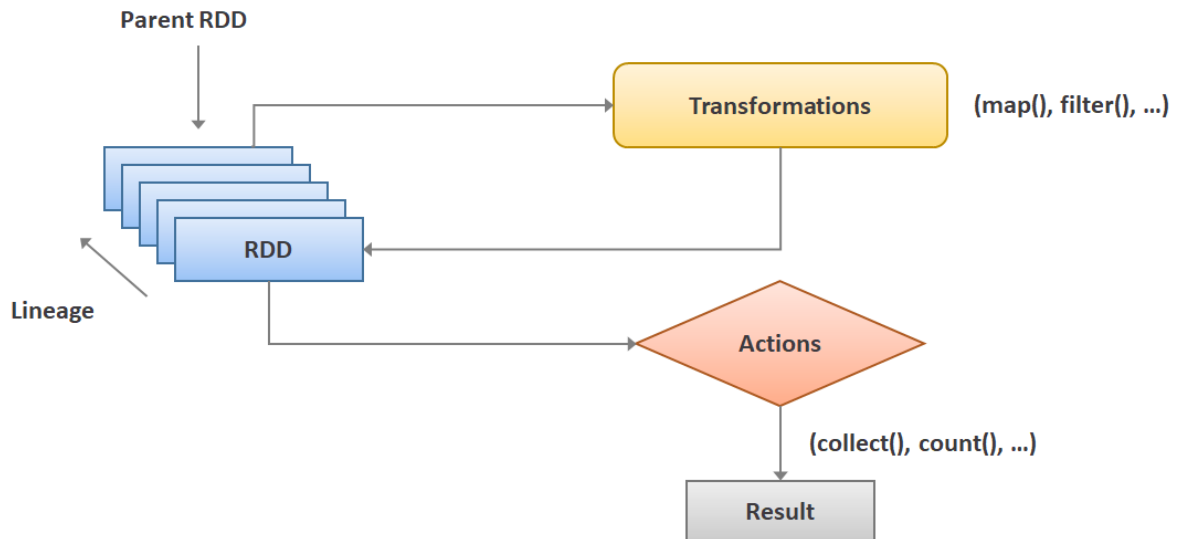 Parent RDD
Transformations
(map(), filter(), ...)
RDD
Lineage
Actions
(collect(), count(), ...)
Result